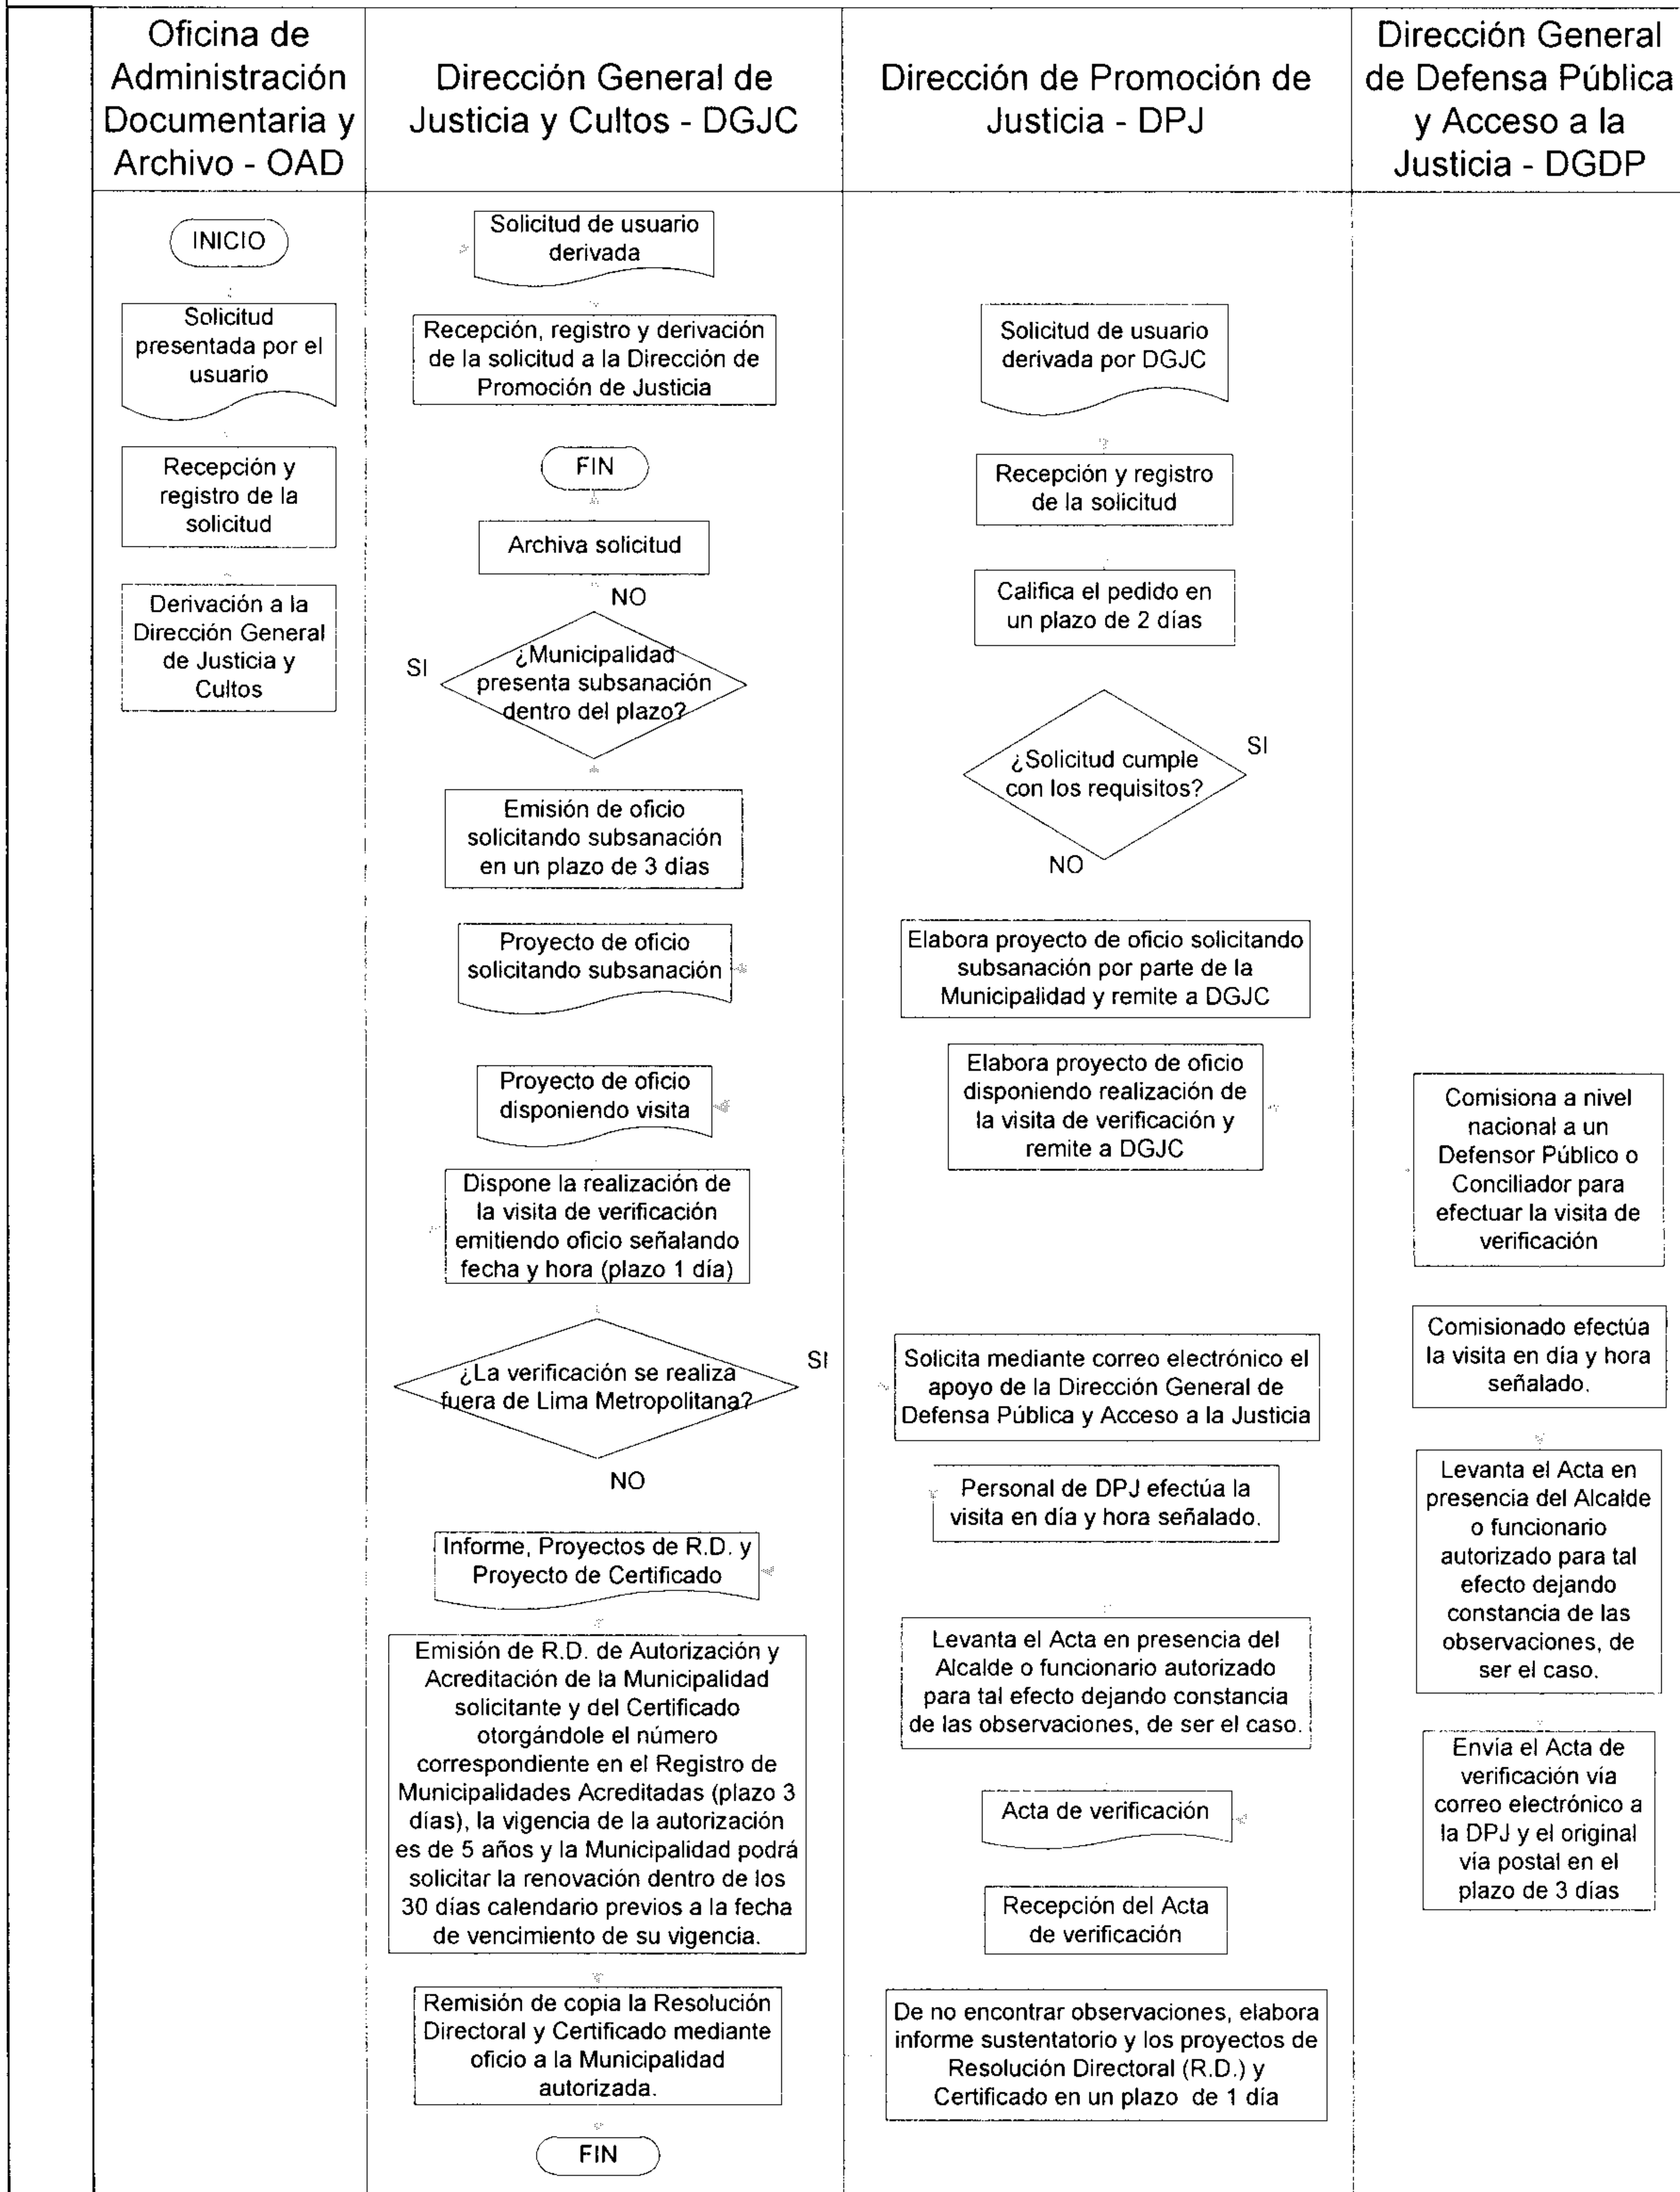 Oficina de
Administración
Documentaria y
Archivo - OAD
Dirección General de
Justicia y Cultos - DGJC
Dirección de Promoción de
Justicia - DPJ
Dirección General
de Defensa Pública
y Acceso a la
Justicia - DGDP
INICIO
Solicitud
presentada por el
usuario
Recepción y
registro de la
solicitud
Derivación a la
Dirección General
de Justicia y
Cultos
Solicitud de usuario
derivada
Recepción, registro y derivación
de la solicitud a la Dirección de
Promoción de Justicia
FIN
Archiva solicitud
NO
SI
¿Municipalidad
presenta subsanación
dentro del plazo?
Emisión de oficio
solicitando subsanación
en un plazo de 3 días
Proyecto de oficio
solicitando subsanación
Proyecto de oficio
disponiendo visita
Dispone la realización de
la visita de verificación
emitiendo oficio señalando
fecha y hora (plazo 1 día)
¿La verificación se realiza
fuera de Lima Metropolitana?
SI
NO
Informe, Proyectos de R.D. y
Proyecto de Certificado
Emisión de R.D. de Autorización y
Acreditación de la Municipalidad
solicitante y del Certificado
otorgándole el número
correspondiente en el Registro de
Municipalidades Acreditadas (plazo 3
días), la vigencia de la autorización
es de 5 años y la Municipalidad podrá
solicitar la renovación dentro de los
30 días calendario previos a la fecha
de vencimiento de su vigencia.
Remisión de copia la Resolución
Directoral y Certificado mediante
oficio a la Municipalidad
autorizada.
FIN
Solicitud de usuario
derivada por DGJC
Recepción y registro
de la solicitud
Califica el pedido en
un plazo de 2 días
¿Solicitud cumple
con los requisitos?
SI
NO
Elabora proyecto de oficio solicitando
subsanación por parte de la
Municipalidad y remite a DGJC
Elabora proyecto de oficio
disponiendo realización de
la visita de verificación y
remite a DGJC
Solicita mediante correo electrónico el
apoyo de la Dirección General de
Defensa Pública y Acceso a la Justicia
Personal de DPJ efectúa la
visita en día y hora señalado.
Levanta el Acta en presencia del
Alcalde o funcionario autorizado
para tal efecto dejando constancia
de las observaciones, de ser el caso.
Acta de verificación
Recepción del Acta
de verificación
De no encontrar observaciones, elabora
informe sustentatorio y los proyectos de
Resolución Directoral (R.D.) y
Certificado en un plazo de 1 día
Comisiona a nivel
nacional a un
Defensor Público o
Conciliador para
efectuar la visita de
verificación
Comisionado efectúa
la visita en día y hora
señalado.
Levanta el Acta en
presencia del Alcalde
o funcionario
autorizado para tal
efecto dejando
constancia de las
observaciones, de
ser el caso.
Envía el Acta de
verificación vía
correo electrónico a
la DPJ y el original
vía postal en el
plazo de 3 días